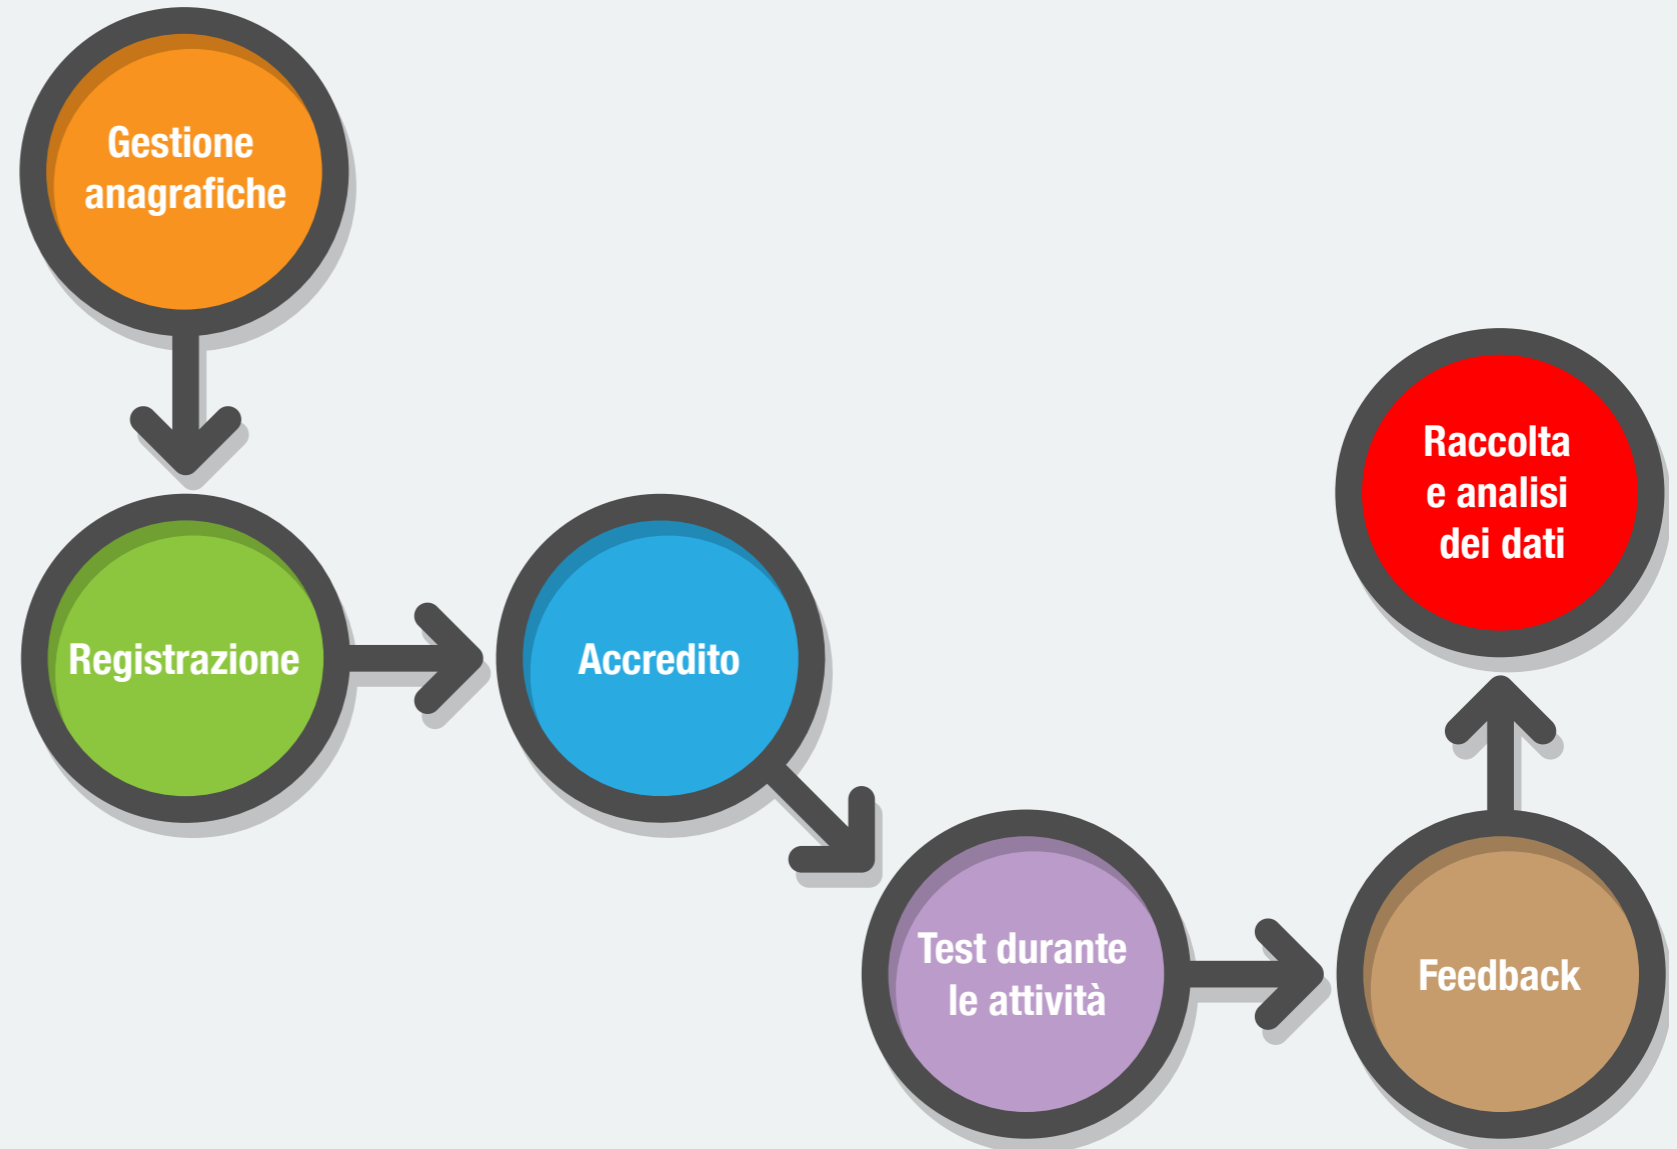 Gestione
anagrafiche
Registrazione
Accredito
Test durante
le attività
Feedback
Raccolta
e analisi
dei dati